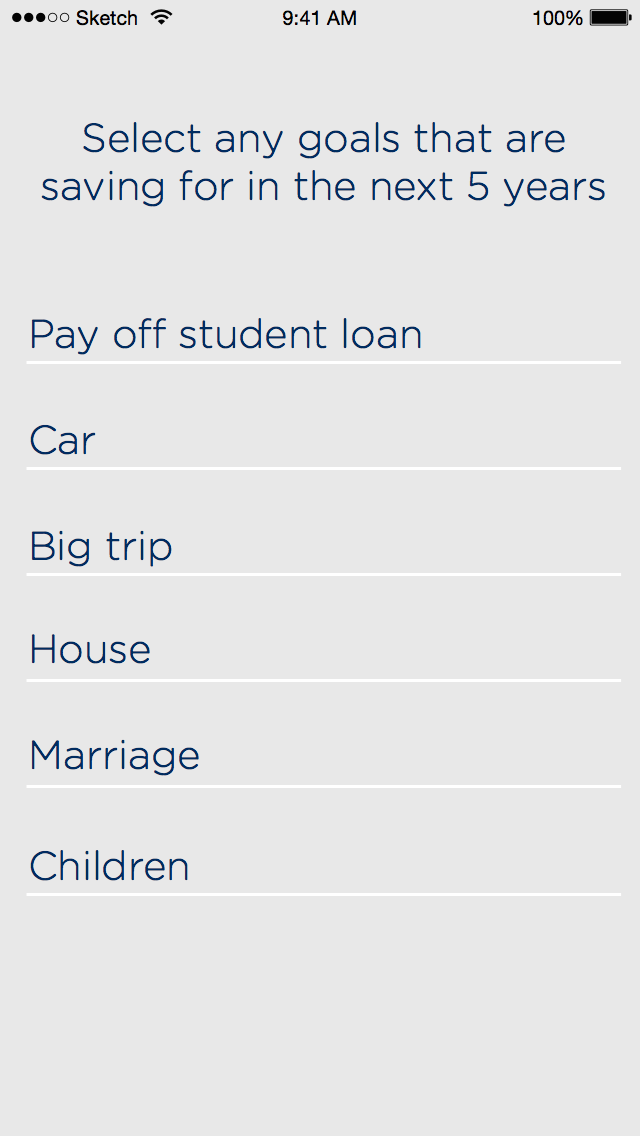 Sketch 9:41 AM 100%
Select any goals that are
saving for in the next 5 years
Pay off student loan
Car
Big trip
House
Marriage
Children